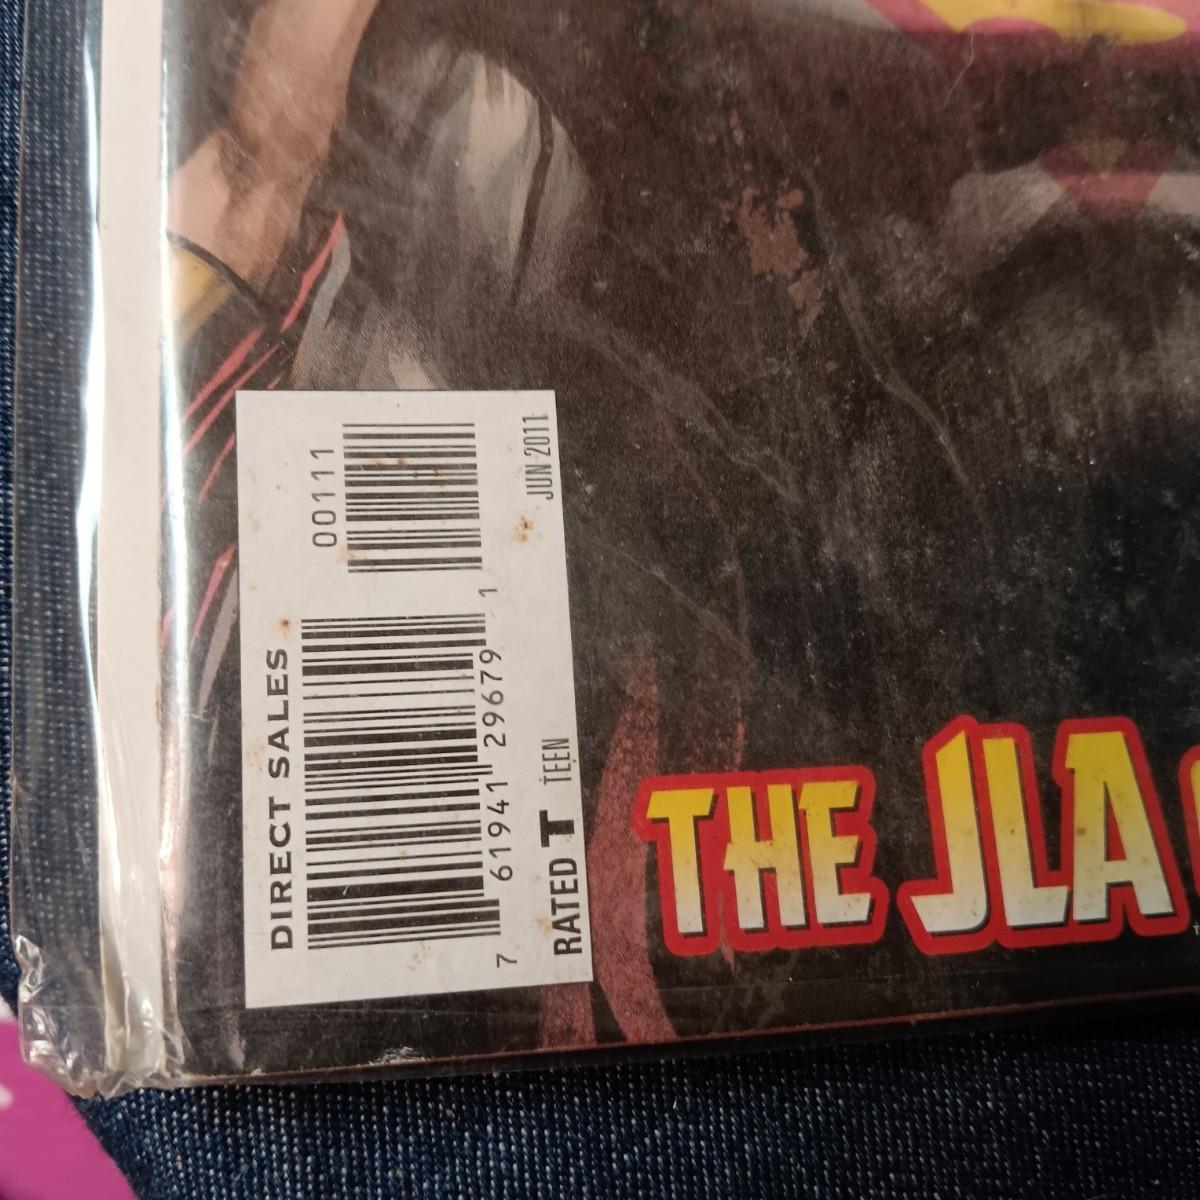 DIRECT SALES
00111
7 61941 29679 1
JUN 2011
RATED T TEEN
THE JLA